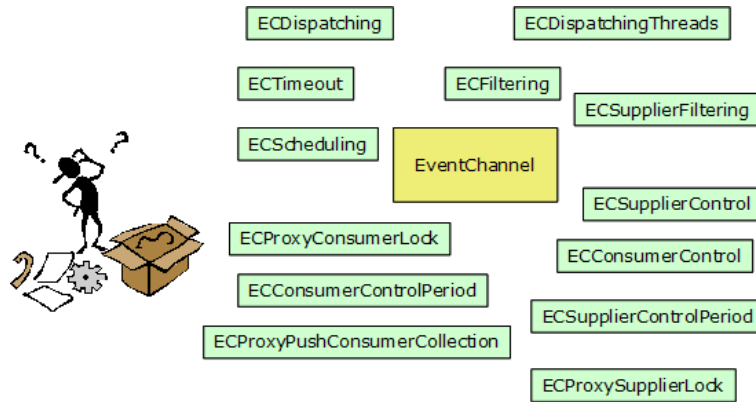 ECDispatching
ECDispatchingThreads
ECTimeout
ECFiltering
ECSupplierFiltering
ECScheduling
EventChannel
ECSupplierControl
ECProxyConsumerLock
ECConsumerControl
ECConsumerControlPeriod
ECSupplierControlPeriod
ECProxyPushConsumerCollection
ECProxySupplierLock